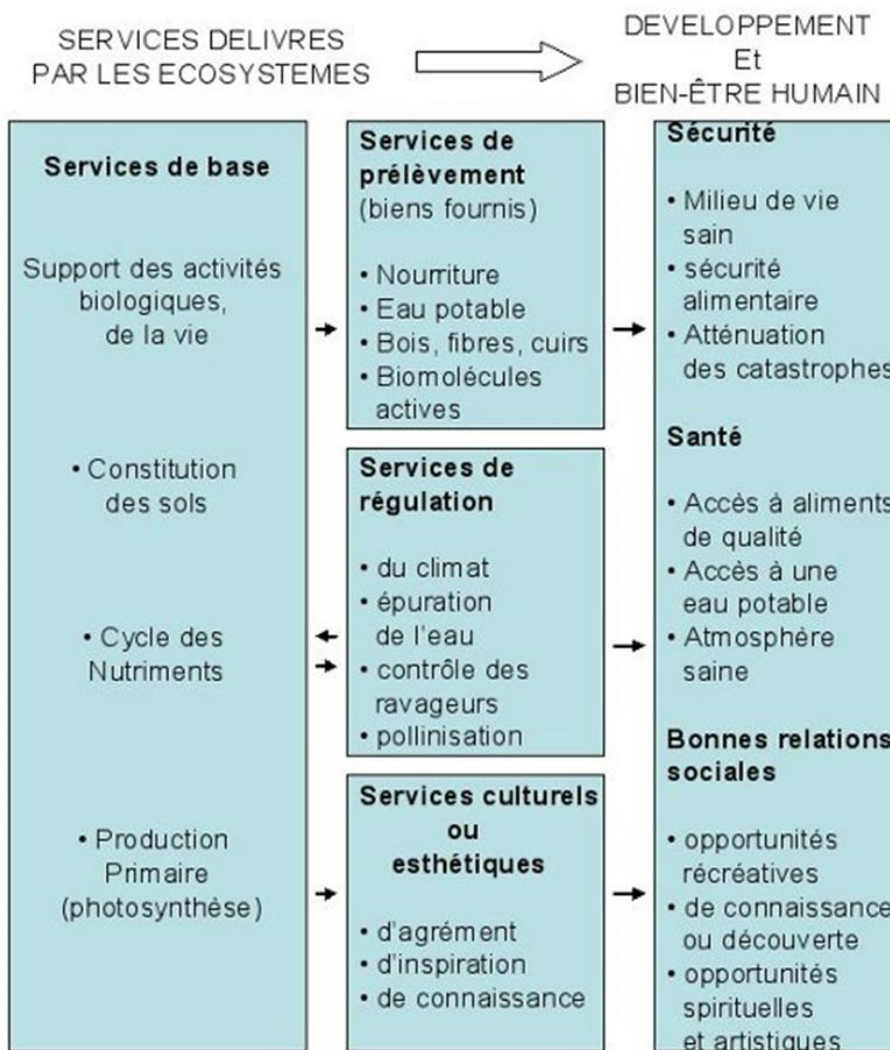 SERVICES DELIVRES
PAR LES ECOSYSTEMES
DEVELOPPEMENT
Et
BIEN-ÊTRE HUMAIN
Services de base
Support des activités
biologiques,
de la vie
• Constitution
des sols
• Cycle des
Nutriments
• Production
Primaire
(photosynthèse)
Services de
prélèvement
(biens fournis)
• Nourriture
• Eau potable
• Bois, fibres, cuirs
• Biomolécules
actives
Services de
régulation
• du climat
• épuration
de l'eau
• contrôle des
ravageurs
• pollinisation
Services culturels
ou
esthétiques
• d'agrément
• d'inspiration
• de connaissance
Sécurité
• Milieu de vie
sain
• sécurité
alimentaire
• Atténuation
des catastrophes
Santé
• Accès à aliments
de qualité
• Accès à une
eau potable
• Atmosphère
saine
Bonnes relations
sociales
• opportunités
récréatives
• de connaissance
ou découverte
• opportunités
spirituelles
et artistiques